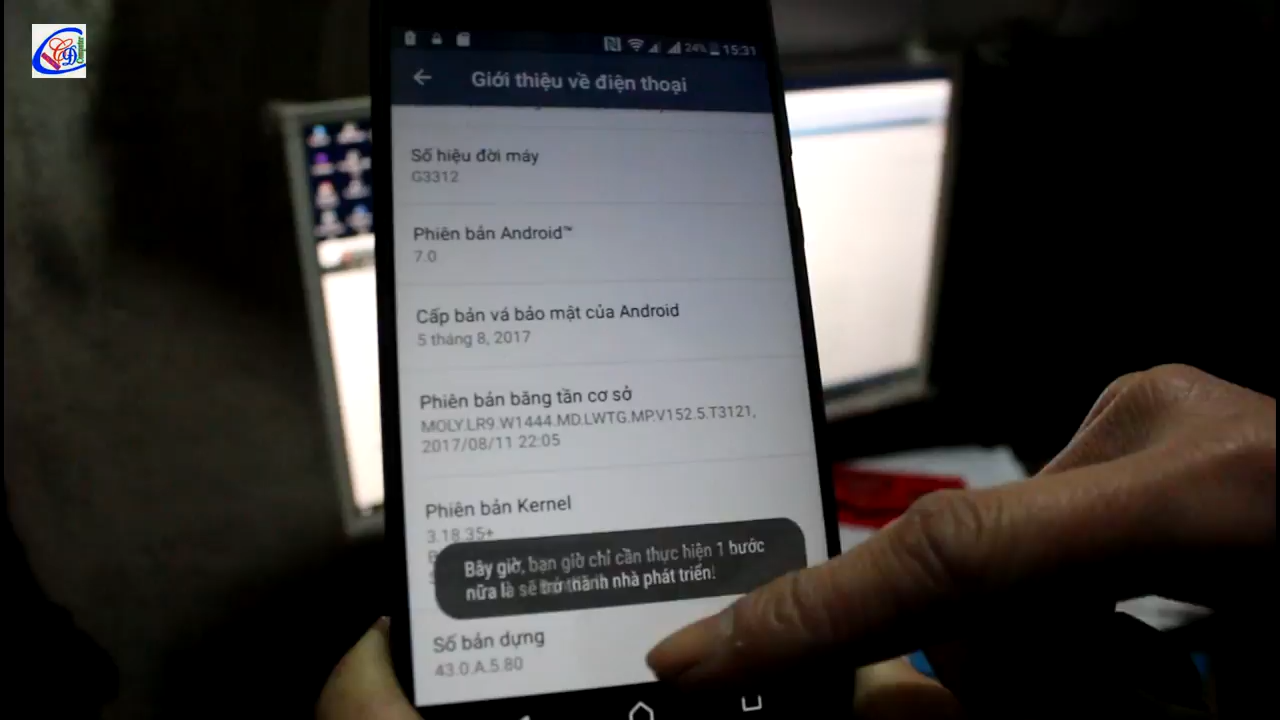 24% 15:31
Giới thiệu về điện thoại
Số hiệu đời máy
G3312
Phiên bản Android™
7.0
Cấp bản vá bảo mật của Android
5 tháng 8, 2017
Phiên bản băng tần cơ sở
MOLY.LR9.W1444.MD.LWTG.MP.V152.5.T3121,
2017/08/11 22:05
Phiên bản Kernel
3.18.35+
Bây giờ, bạn giờ chỉ cần thực hiện 1 bước
nữa là sẽ trở thành nhà phát triển!
Số bản dựng
43.0.A.5.80